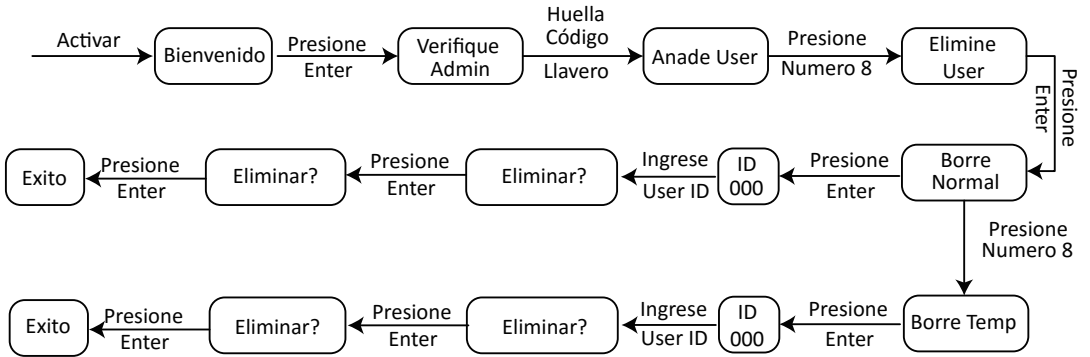 Activar
Bienvenido
Presione
Enter
Verifique
Admin
Huella
Código
Llavero
Anade User
Presione
Numero 8
Elimine
User
Presione
Enter
Borre
Normal
Presione
Enter
ID
000
Ingrese
User ID
Eliminar?
Presione
Enter
Eliminar?
Presione
Enter
Exito
Presione
Numero 8
Borre Temp
Presione
Enter
ID
000
Ingrese
User ID
Eliminar?
Presione
Enter
Eliminar?
Presione
Enter
Exito